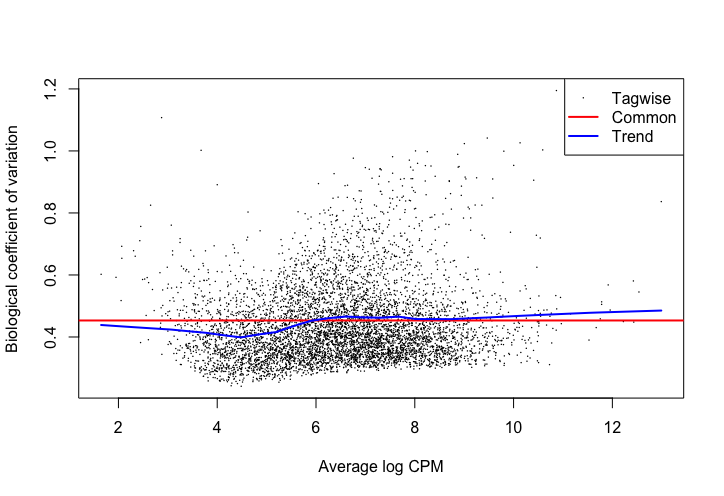 Biological coefficient of variation
1.2
1.0
0.8
0.6
0.4
Tagwise
Common
Trend
2 4 6 8 10 12
Average log CPM